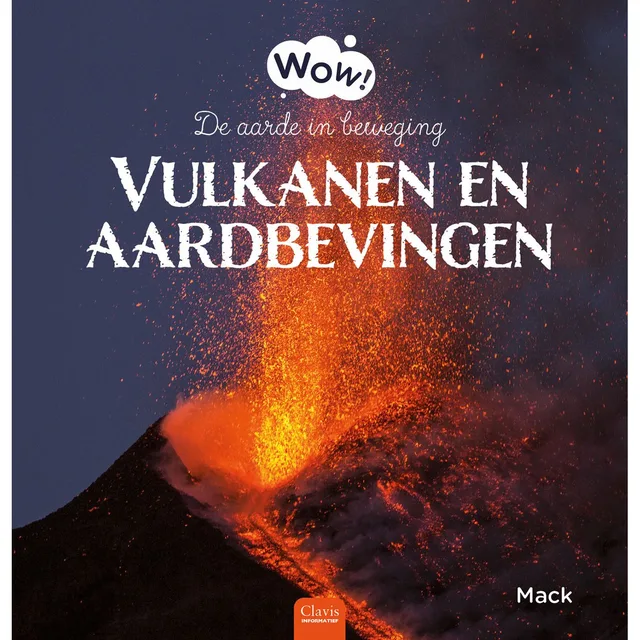 Wow!
De aarde in beweging
VULKANEN EN
AARDBEVINGEN
Mack
Clavis
INFORMATIEF